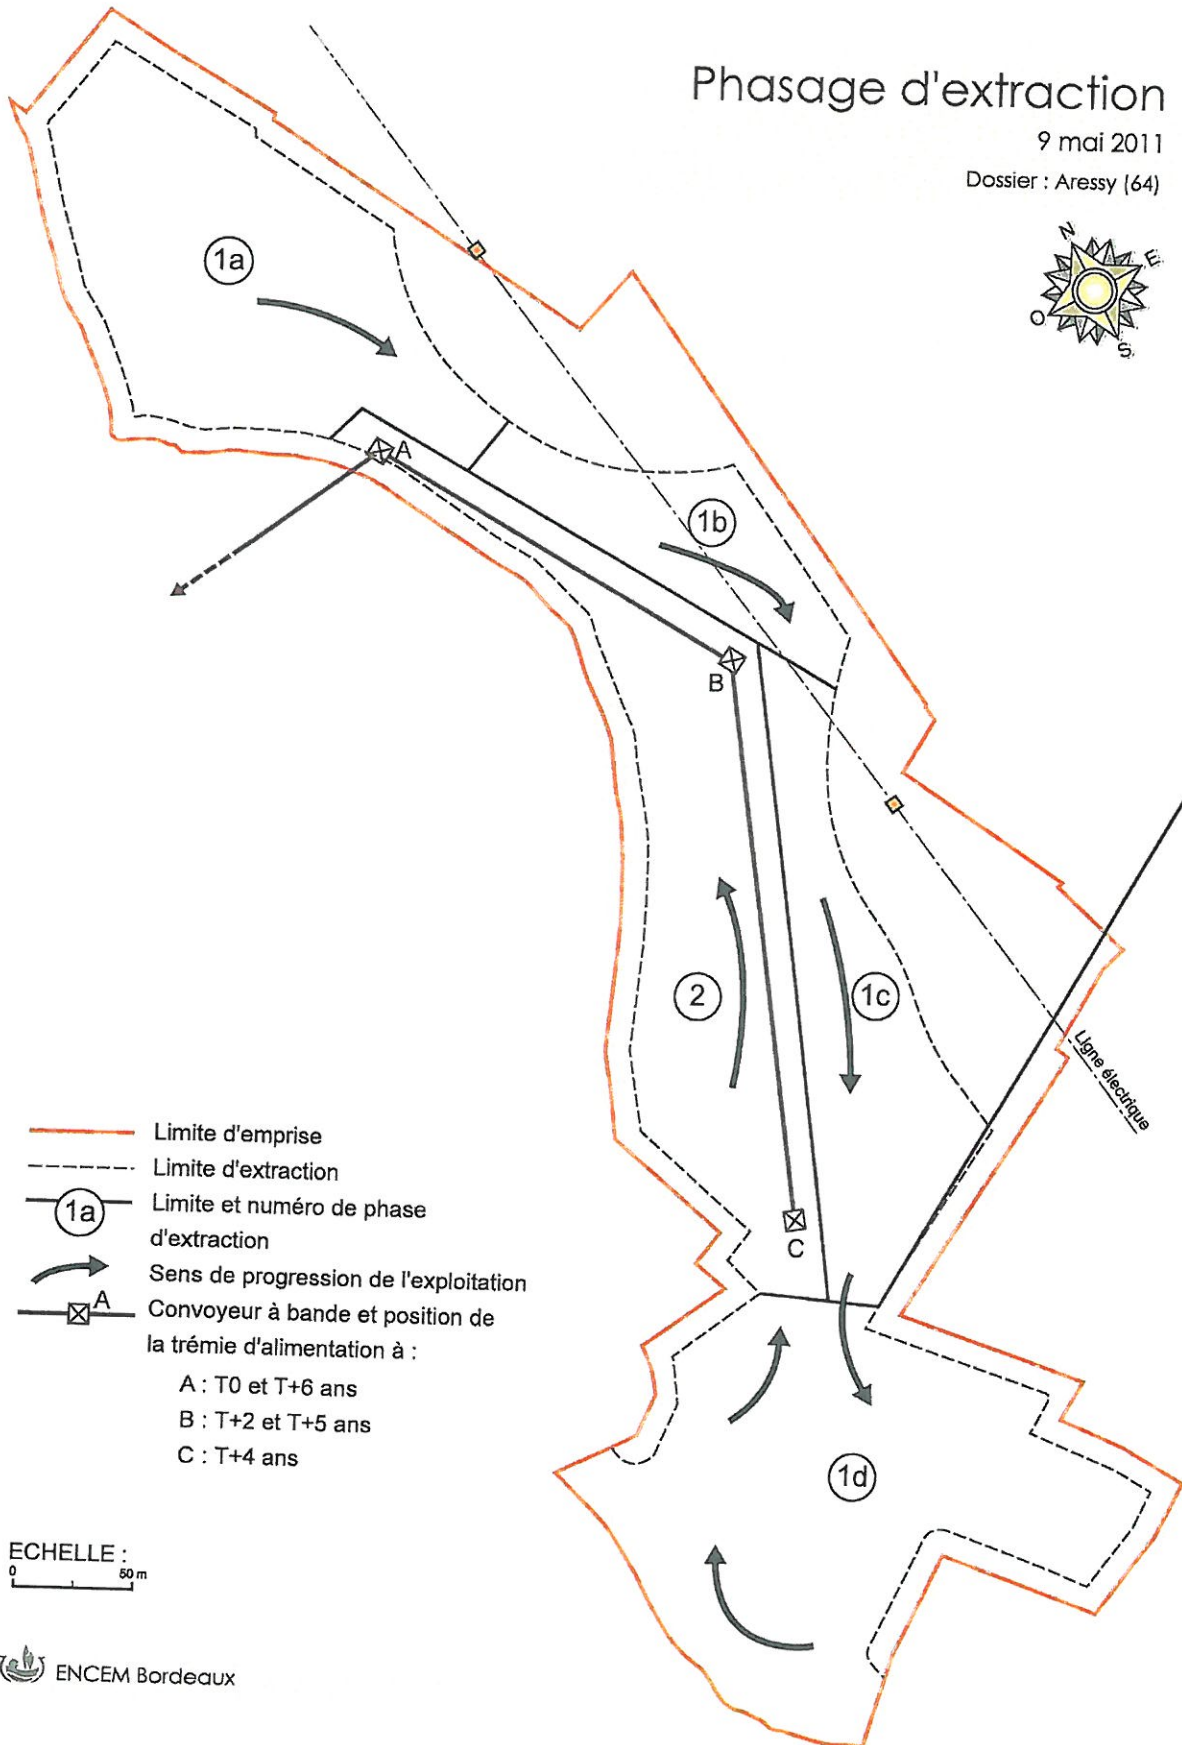 Phasage d'extraction
9 mai 2011
Dossier : Aressy (64)
N
E
O
S
1a
A
1b
B
2
1c
Ligne électrique
C
1d
Limite d'emprise
Limite d'extraction
1a
Limite et numéro de phase
d'extraction
Sens de progression de l'exploitation
A
Convoyeur à bande et position de
la trémie d'alimentation à :
A : T0 et T+6 ans
B : T+2 et T+5 ans
C : T+4 ans
ECHELLE :
0 50 m
ENCEM Bordeaux